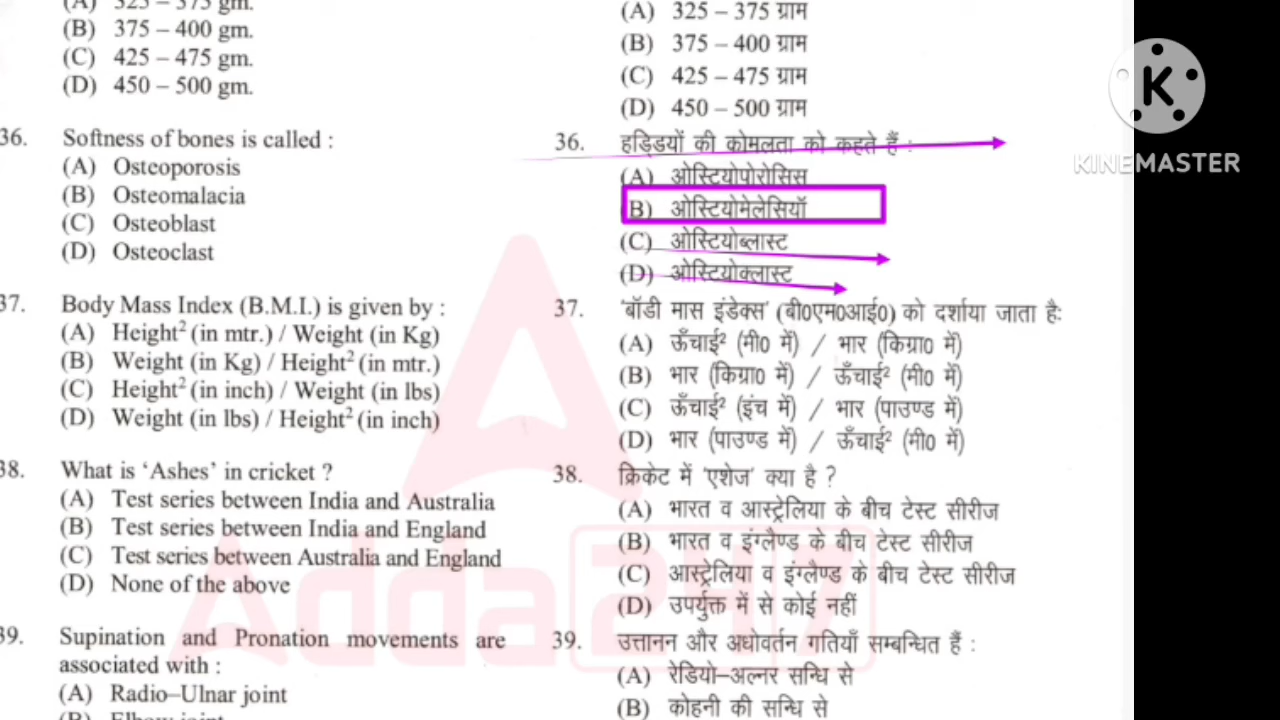 (A) 325 – 375 gm.
(B) 375 – 400 gm.
(C) 425 – 475 gm.
(D) 450 – 500 gm.
36. Softness of bones is called :
(A) Osteoporosis
(B) Osteomalacia
(C) Osteoblast
(D) Osteoclast
37. Body Mass Index (B.M.I.) is given by :
(A) Height² (in mtr.) / Weight (in Kg)
(B) Weight (in Kg) / Height² (in mtr.)
(C) Height² (in inch) / Weight (in lbs)
(D) Weight (in lbs) / Height² (in inch)
38. What is ‘Ashes’ in cricket ?
(A) Test series between India and Australia
(B) Test series between India and England
(C) Test series between Australia and England
(D) None of the above
39. Supination and Pronation movements are
associated with :
(A) Radio–Ulnar joint
(B) Elbow joint
(A) 325 – 375 ग्राम
(B) 375 – 400 ग्राम
(C) 425 – 475 ग्राम
(D) 450 – 500 ग्राम
36. हड्डियों की कोमलता को कहते हैं :
(A) ओस्टियोपोरोसिस
(B) ओस्टियोमेलेसियॉ
(C) ओस्टियोब्लास्ट
(D) ओस्टियोक्लास्ट
37. ‘बॉडी मास इंडेक्स’ (बी0एम0आई0) को दर्शाया जाता है:
(A) ऊँचाई² (मी0 में) / भार (किग्रा0 में)
(B) भार (किग्रा0 में) / ऊँचाई² (मी0 में)
(C) ऊँचाई² (इंच में) / भार (पाउण्ड में)
(D) भार (पाउण्ड में) / ऊँचाई² (मी0 में)
38. क्रिकेट में ‘एशेज’ क्या है ?
(A) भारत व आस्ट्रेलिया के बीच टेस्ट सीरीज
(B) भारत व इंग्लैण्ड के बीच टेस्ट सीरीज
(C) आस्ट्रेलिया व इंग्लैण्ड के बीच टेस्ट सीरीज
(D) उपर्युक्त में से कोई नहीं
39. उत्तानन और अधोवर्तन गतियाँ सम्बन्धित हैं :
(A) रेडियो–अल्नर सन्धि से
(B) कोहनी की सन्धि से
Adda247
K
KINEMASTER